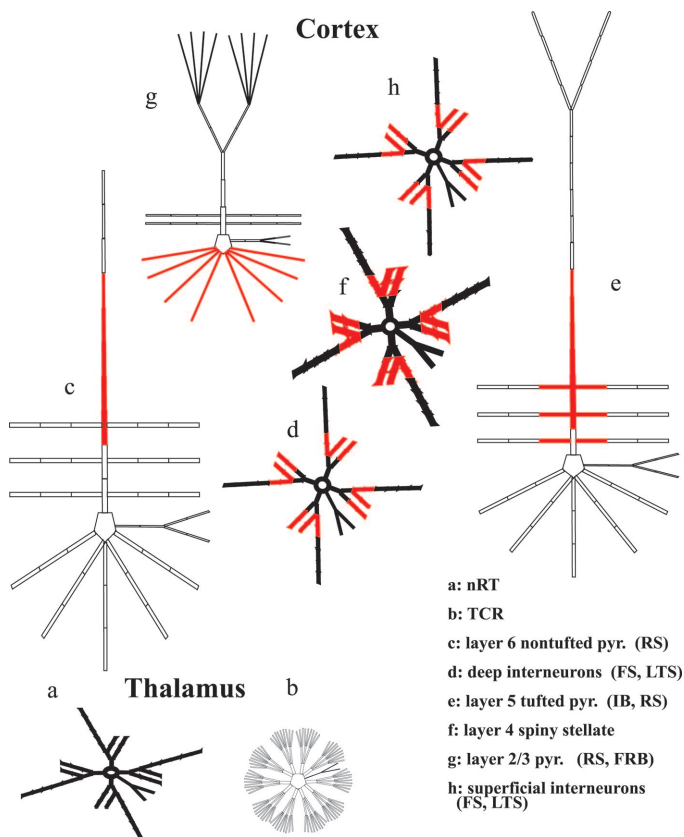 Cortex
g
h
f
e
c
d
a: nRT
b: TCR
c: layer 6 nontufted pyr. (RS)
d: deep interneurons (FS, LTS)
e: layer 5 tufted pyr. (IB, RS)
f: layer 4 spiny stellate
g: layer 2/3 pyr. (RS, FRB)
h: superficial interneurons
(FS, LTS)
a
Thalamus
b